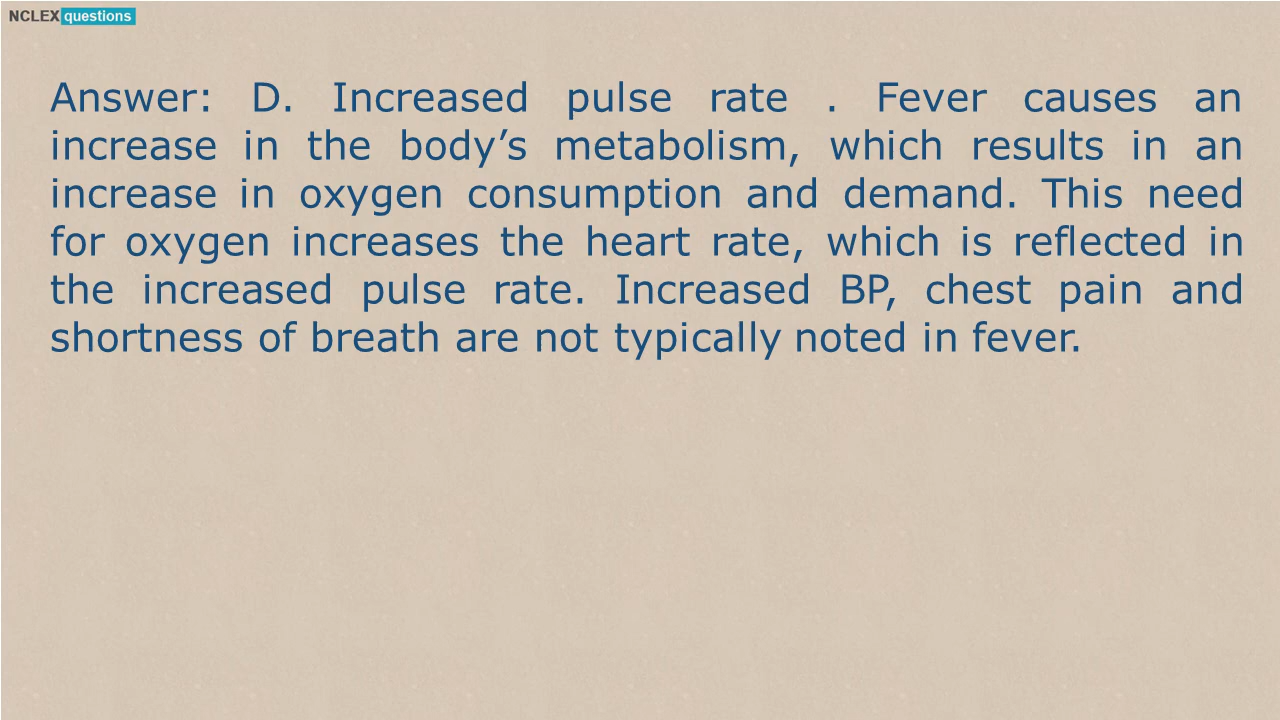 NCLEX questions
Answer: D. Increased pulse rate . Fever causes an
increase in the body’s metabolism, which results in an
increase in oxygen consumption and demand. This need
for oxygen increases the heart rate, which is reflected in
the increased pulse rate. Increased BP, chest pain and
shortness of breath are not typically noted in fever.